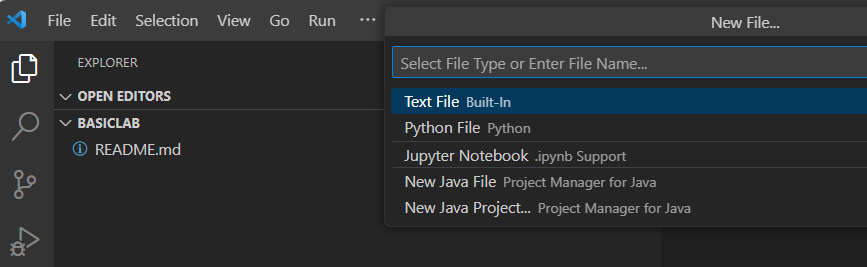 File Edit Selection View Go Run ... New File...
EXPLORER
Select File Type or Enter File Name...
OPEN EDITORS
Text File Built-In
BASICLAB
Python File Python
README.md
Jupyter Notebook .ipynb Support
New Java File Project Manager for Java
New Java Project... Project Manager for Java